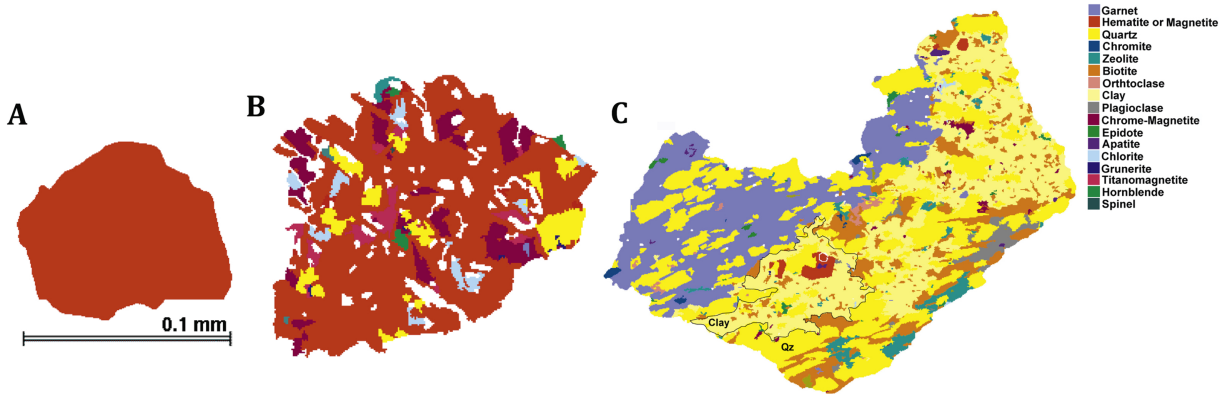 A
0.1 mm
B
C
Clay
Qz
Garnet
Hematite or Magnetite
Quartz
Chromite
Zeolite
Biotite
Orthtoclase
Clay
Plagioclase
Chrome-Magnetite
Epidote
Apatite
Chlorite
Grunerite
Titanomagnetite
Hornblende
Spinel